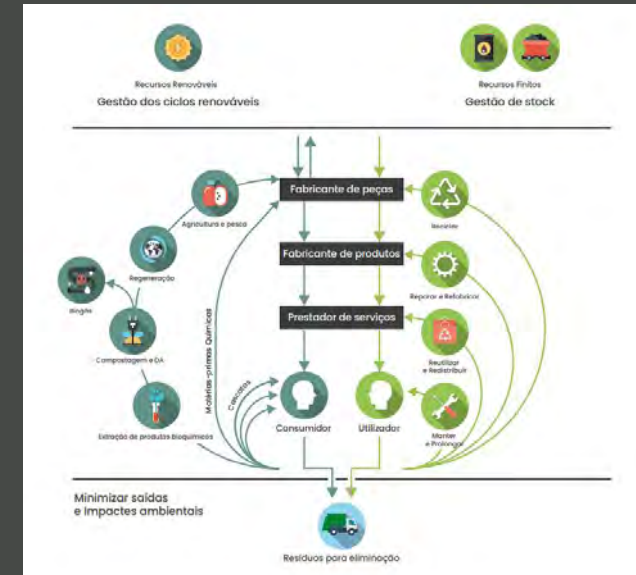 Recursos Renováveis
Gestão dos ciclos renováveis
Recursos Finitos
Gestão de stock
Fabricante de peças
Reciclar
Agricultura e pesca
Fabricante de produtos
Regeneração
Reparar e Refabricar
Biogás
Prestador de serviços
Matérias-primas Químicas
Reutilizar
e Redistribuir
Compostagem e DA
Cascatas
Consumidor
Utilizador
Extração de produtos bioquímicos
Manter
e Prolongar
Minimizar saídas
e Impactes ambientais
Resíduos para eliminação